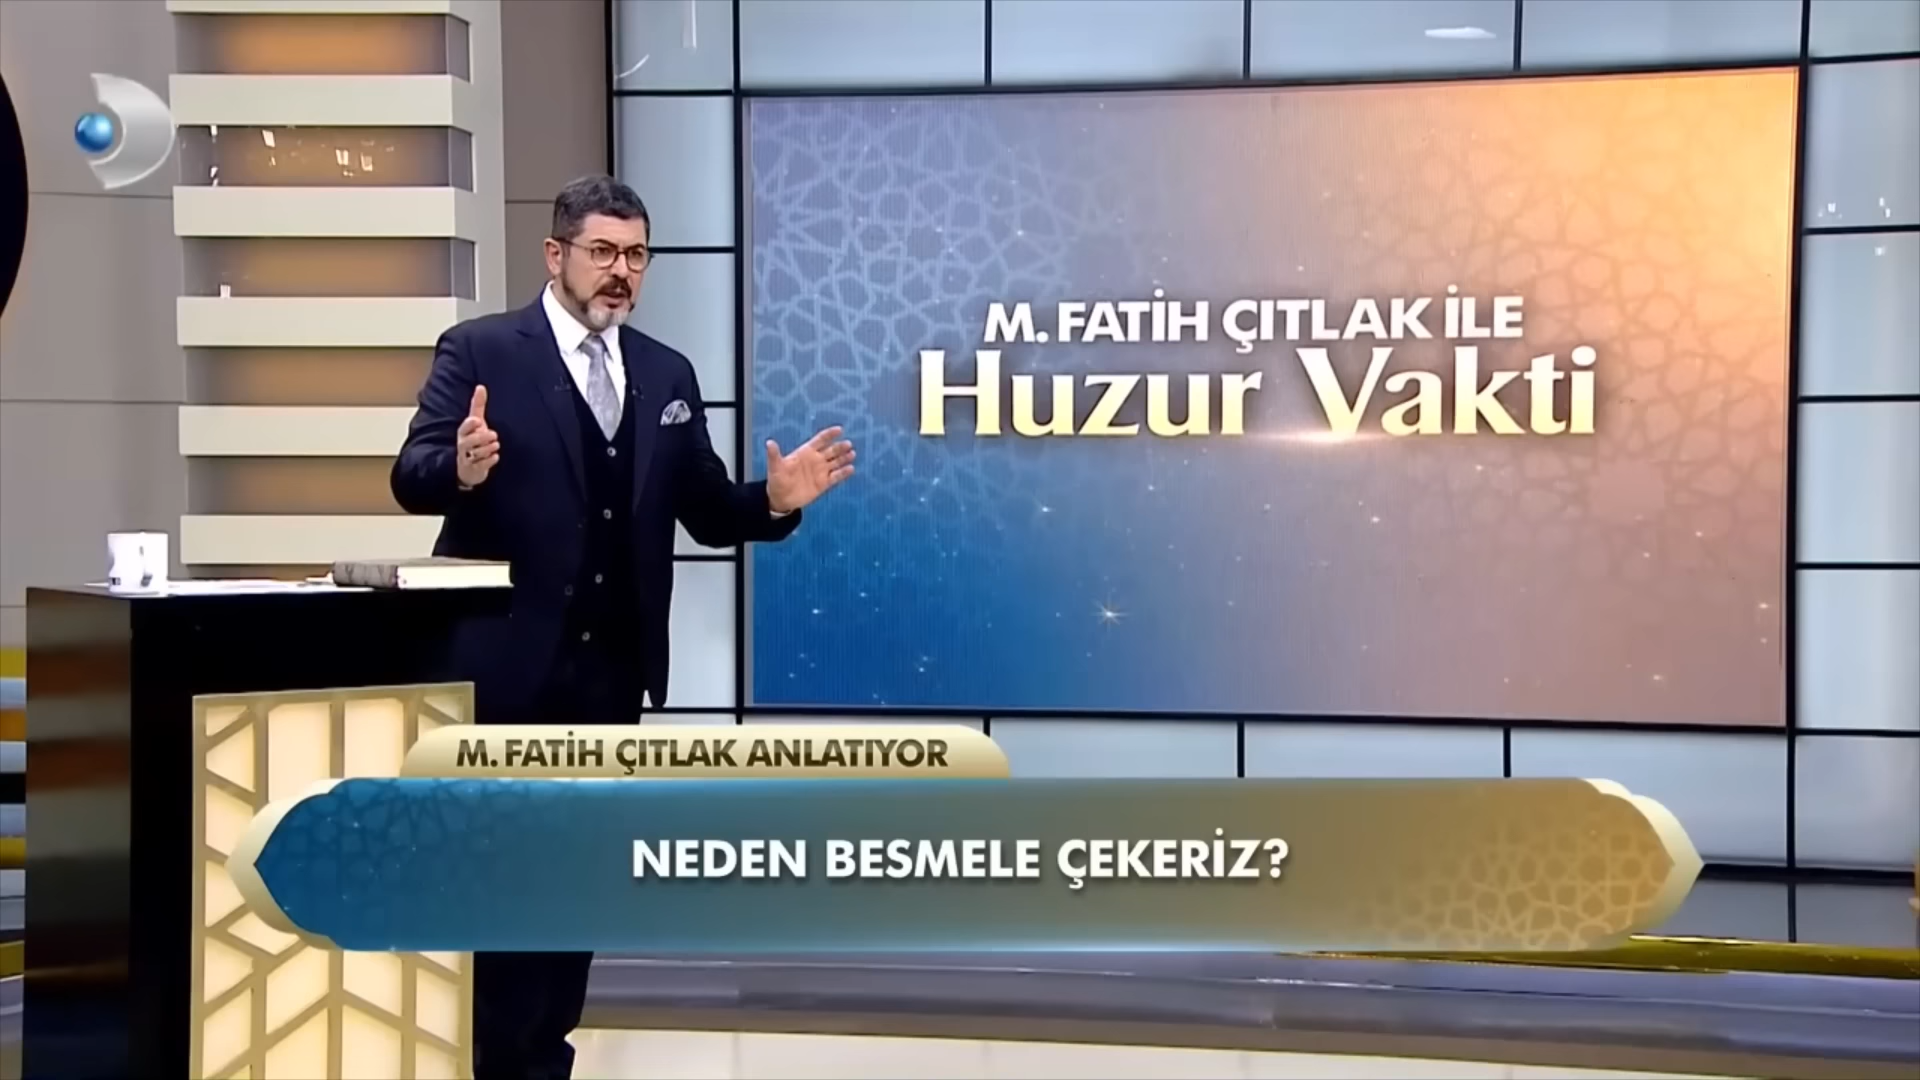 M. FATİH ÇITLAK İLE
Huzur Vakti
M. FATİH ÇITLAK ANLATIYOR
NEDEN BESMELE ÇEKERİZ?